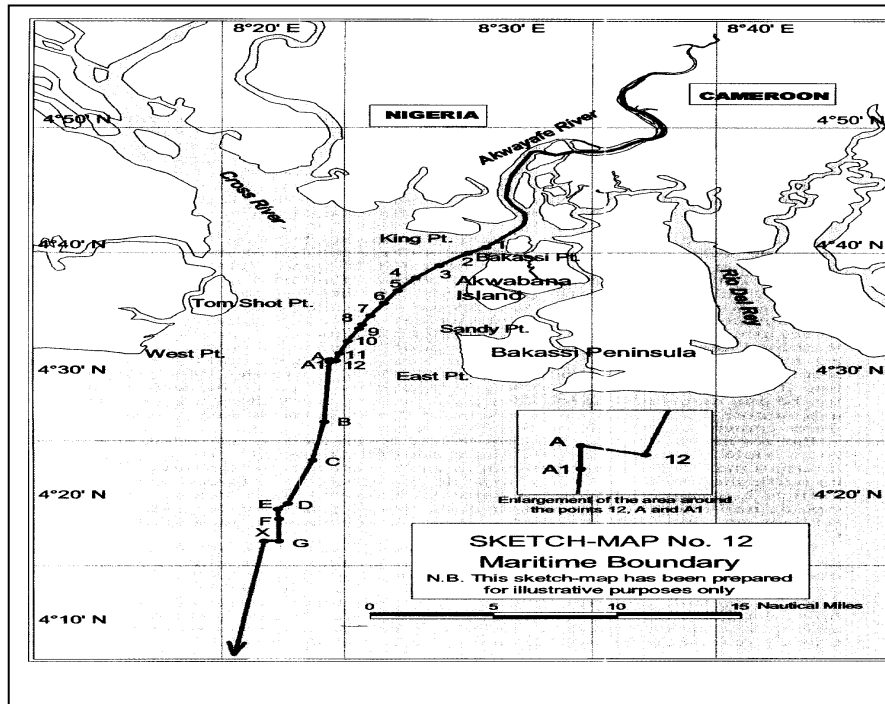 8°20' E
8°30' E
8°40' E
NIGERIA
CAMEROON
4°50' N
4°50' N
Akwayafe River
Cross River
King Pt.
1
4°40' N
2
Bakassi Pt.
4°40' N
3
4
Akwabana
Island
5
6
Tom Shot Pt.
7
8
Sandy Pt.
Rio Del Rey
9
10
West Pt.
A
11
Bakassi Peninsula
A1
12
4°30' N
East Pt.
4°30' N
B
A
12
A1
C
4°20' N
Enlargement of the area around
the points 12, A and A1
4°20' N
E
D
F
X
G
SKETCH-MAP No. 12
Maritime Boundary
N.B. This sketch-map has been prepared
for illustrative purposes only
0
5
10
15
Nautical Miles
4°10' N
4°10' N